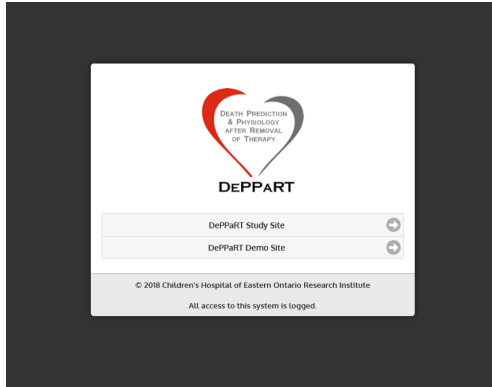 DEATH PREDICTION
& PHYSIOLOGY
AFTER REMOVAL
OF THERAPY
DEPPART
DePPaRT Study Site
DePPaRT Demo Site
© 2018 Children's Hospital of Eastern Ontario Research Institute
All access to this system is logged.